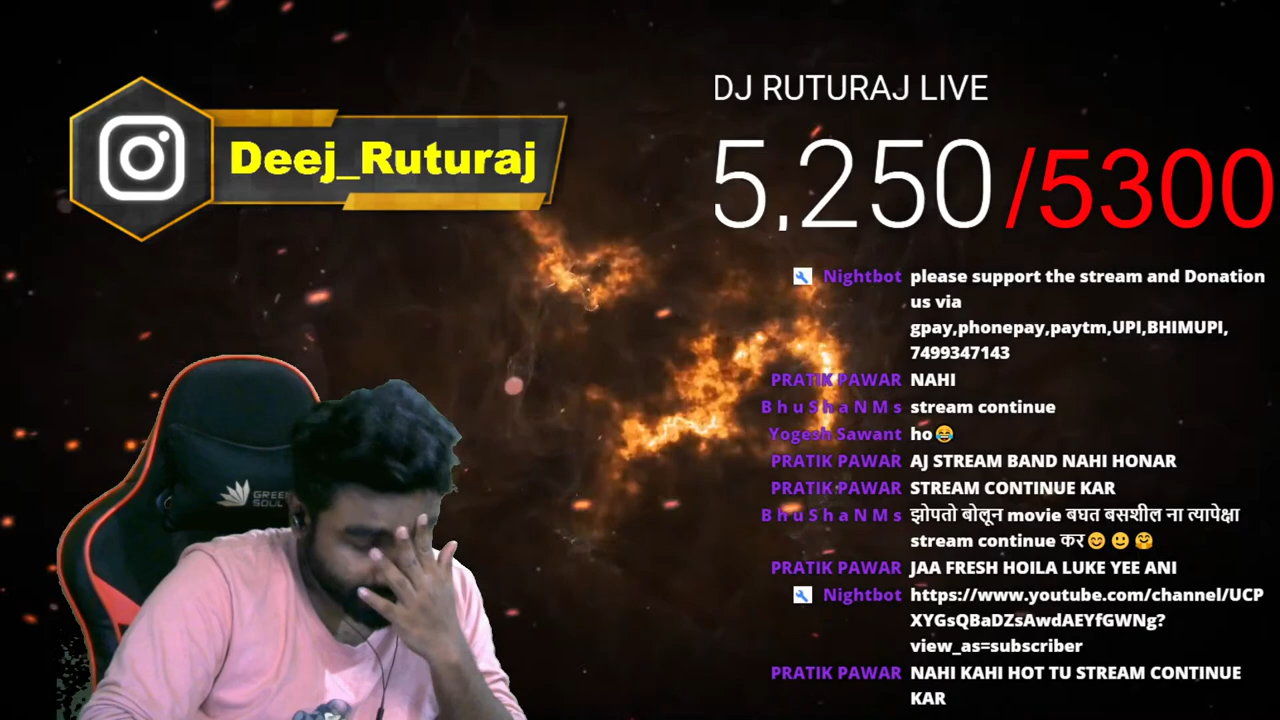 DJ RUTURAJ LIVE
Deej_Ruturaj
5,250/5300
Nightbot please support the stream and Donation
us via
gpay,phonepay,paytm,UPI,BHIMUPI,
7499347143
PRATIK PAWAR NAHI
B h u S h a N M s stream continue
Yogesh Sawant ho😂
PRATIK PAWAR AJ STREAM BAND NAHI HONAR
PRATIK PAWAR STREAM CONTINUE KAR
B h u S h a N M s झोपतो बोलून movie बघत बसशील ना त्यापेक्षा
stream continue कर😊 😀 🤗
PRATIK PAWAR JAA FRESH HOILA LUKE YEE ANI
Nightbot https://www.youtube.com/channel/UCP
XYGsQBaDZsAwdAEYfGWNg?
view_as=subscriber
PRATIK PAWAR NAHI KAHI HOT TU STREAM CONTINUE
KAR
GREEN
SOUL